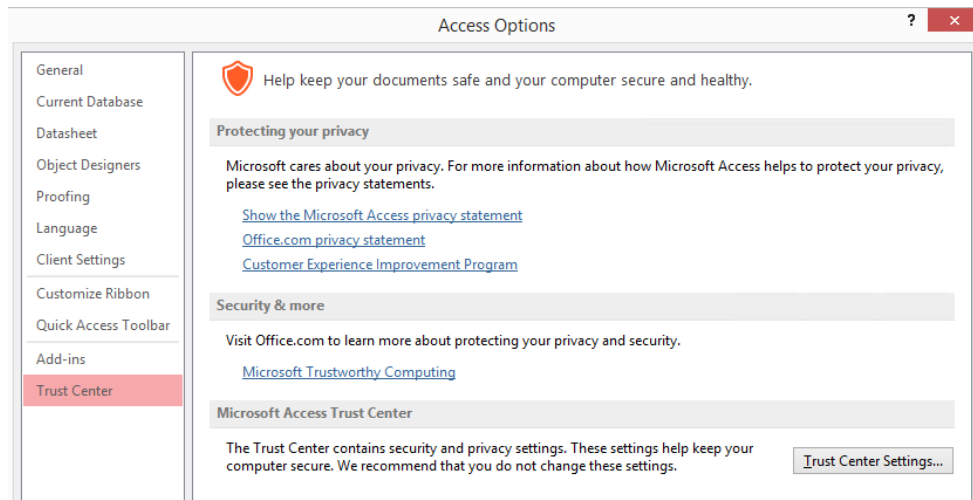 Access Options
?
×
General
Current Database
Datasheet
Object Designers
Proofing
Language
Client Settings
Customize Ribbon
Quick Access Toolbar
Add-ins
Trust Center
Help keep your documents safe and your computer secure and healthy.
Protecting your privacy
Microsoft cares about your privacy. For more information about how Microsoft Access helps to protect your privacy,
please see the privacy statements.
Show the Microsoft Access privacy statement
Office.com privacy statement
Customer Experience Improvement Program
Security & more
Visit Office.com to learn more about protecting your privacy and security.
Microsoft Trustworthy Computing
Microsoft Access Trust Center
The Trust Center contains security and privacy settings. These settings help keep your
computer secure. We recommend that you do not change these settings.
Trust Center Settings...